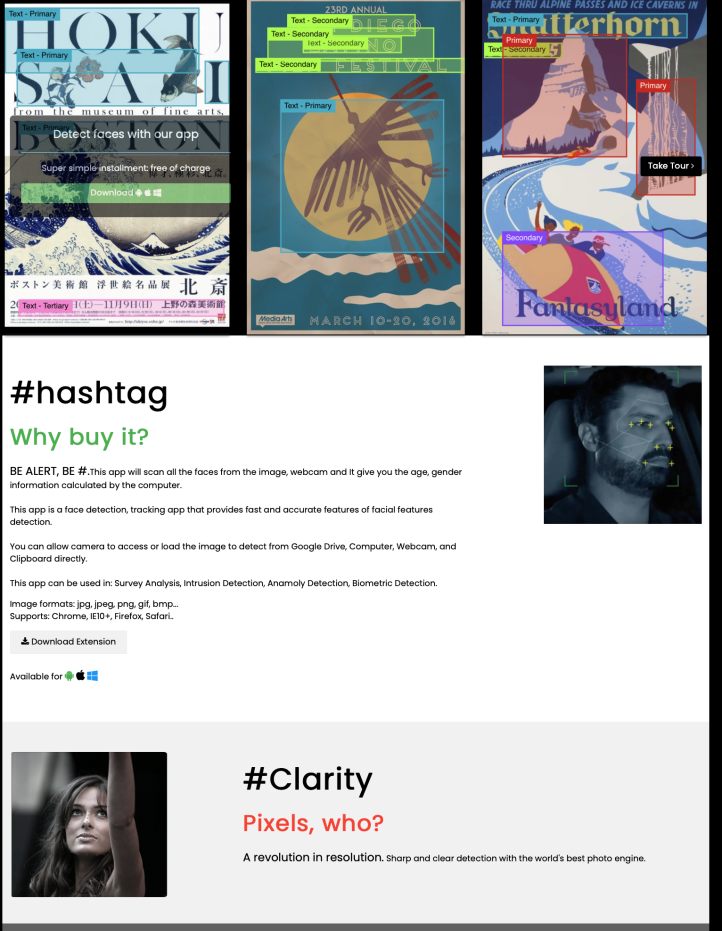 Text - Primary
HOKU
Text - Primary
SAI
from the museum of fine arts,
BOSTON
Detect faces with our app
Super simple installment: free of charge
Download
ボストン美術館 浮世絵名品展 北斎
Text - Tertiary
(土)―11月9日(日) 上野の森美術館
23RD ANNUAL
Text - Secondary
DIEGO
Text - Secondary
Text - Secondary
NO
Text - Secondary
FESTIVAL
Text - Primary
MediaArts
MARCH 10-20, 2016
RACE THRU ALPINE PASSES AND ICE CAVERNS IN
Text - Primary
Matterhorn
Primary
Text - Secondary
Primary
Take Tour ›
Secondary
Fantasyland
#hashtag
Why buy it?
BE ALERT, BE #.This app will scan all the faces from the image, webcam and It give you the age, gender
information calculated by the computer.
This app is a face detection, tracking app that provides fast and accurate features of facial features
detection.
You can allow camera to access or load the image to detect from Google Drive, Computer, Webcam, and
Clipboard directly.
This app can be used in: Survey Analysis, Intrusion Detection, Anamoly Detection, Biometric Detection.
Image formats: jpg, jpeg, png, gif, bmp...
Supports: Chrome, IE10+, Firefox, Safari..
Download Extension
Available for
#Clarity
Pixels, who?
A revolution in resolution. Sharp and clear detection with the world's best photo engine.